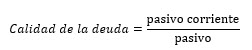 Calidad de la deuda = pasivo corriente / pasivo